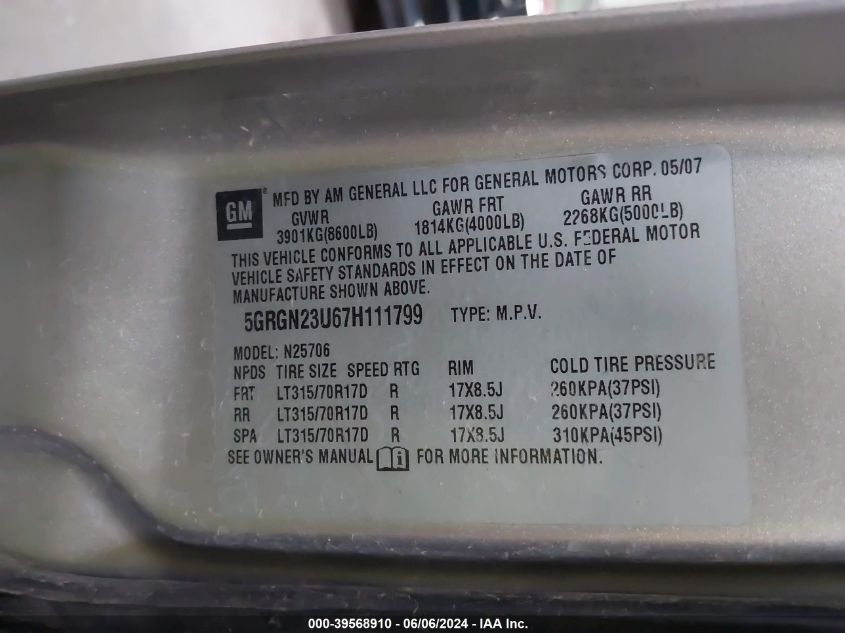 GM ® MFD BY AM GENERAL LLC FOR GENERAL MOTORS CORP. 05/07
GVWR GAWR FRT GAWR RR
3901KG(8600LB) 1814KG(4000LB) 2268KG(5000LB)
THIS VEHICLE CONFORMS TO ALL APPLICABLE U.S. FEDERAL MOTOR
VEHICLE SAFETY STANDARDS IN EFFECT ON THE DATE OF
MANUFACTURE SHOWN ABOVE.
5GRGN23U67H111799 TYPE: M.P.V.
MODEL: N25706
NPDS TIRE SIZE SPEED RTG RIM COLD TIRE PRESSURE
FRT LT315/70R17D R 17X8.5J 260KPA(37PSI)
RR LT315/70R17D R 17X8.5J 260KPA(37PSI)
SPA LT315/70R17D R 17X8.5J 310KPA(45PSI)
SEE OWNER'S MANUAL i FOR MORE INFORMATION.
000-39568910 - 06/06/2024 - IAA Inc.